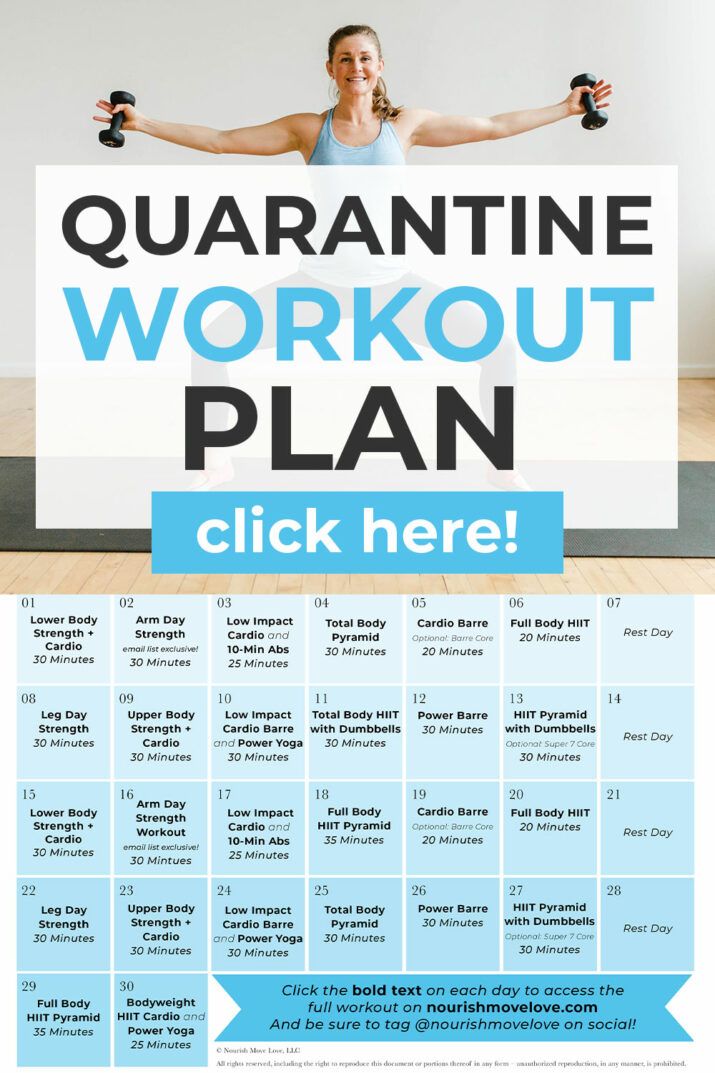 QUARANTINE
WORKOUT
PLAN
click here!
01
Lower Body
Strength +
Cardio
30 Minutes
02
Arm Day
Strength
email list exclusive!
30 Minutes
03
Low Impact
Cardio and
10-Min Abs
25 Minutes
04
Total Body
Pyramid
30 Minutes
05
Cardio Barre
Optional: Barre Core
20 Minutes
06
Full Body HIIT
20 Minutes
07
Rest Day
08
Leg Day
Strength
30 Minutes
09
Upper Body
Strength +
Cardio
30 Minutes
10
Low Impact
Cardio Barre
and Power Yoga
30 Minutes
11
Total Body HIIT
with Dumbbells
30 Minutes
12
Power Barre
30 Minutes
13
HIIT Pyramid
with Dumbbells
Optional: Super 7 Core
30 Minutes
14
Rest Day
15
Lower Body
Strength +
Cardio
30 Minutes
16
Arm Day
Strength
Workout
email list exclusive!
30 Mintues
17
Low Impact
Cardio and
10-Min Abs
25 Minutes
18
Full Body
HIIT Pyramid
35 Minutes
19
Cardio Barre
Optional: Barre Core
20 Minutes
20
Full Body HIIT
20 Minutes
21
Rest Day
22
Leg Day
Strength
30 Minutes
23
Upper Body
Strength +
Cardio
30 Minutes
24
Low Impact
Cardio Barre
and Power Yoga
30 Minutes
25
Total Body
Pyramid
30 Minutes
26
Power Barre
30 Minutes
27
HIIT Pyramid
with Dumbbells
Optional: Super 7 Core
30 Minutes
28
Rest Day
29
Full Body
HIIT Pyramid
35 Minutes
30
Bodyweight
HIIT Cardio and
Power Yoga
25 Minutes
Click the bold text on each day to access the
full workout on nourishmovelove.com
And be sure to tag @nourishmovelove on social!
© Nourish Move Love, LLC
All rights reserved, including the right to reproduce this document or portions thereof in any form – unauthorized reproduction, in any manner, is prohibited.